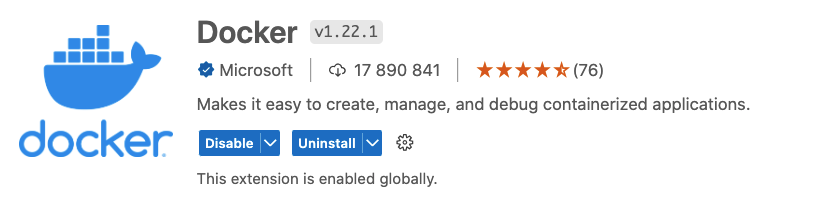 Docker v1.22.1
Microsoft 17 890 841 (76)
Makes it easy to create, manage, and debug containerized applications.
docker
Disable Uninstall
This extension is enabled globally.